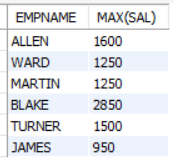 EMPNAME MAX(SAL)
ALLEN 1600
WARD 1250
MARTIN 1250
BLAKE 2850
TURNER 1500
JAMES 950